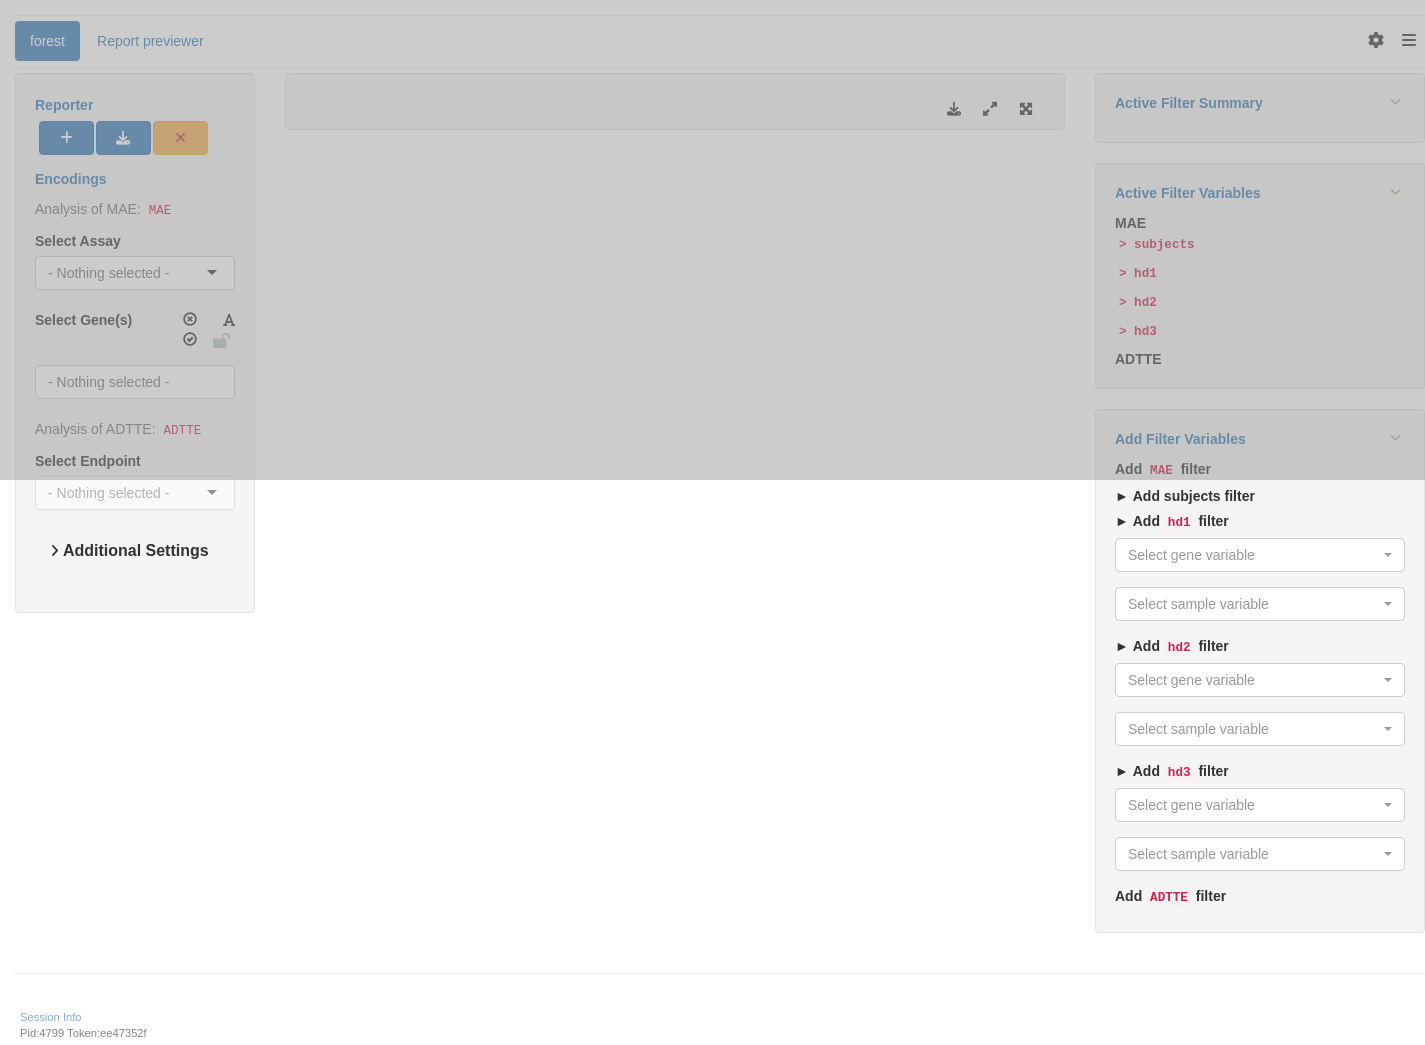 forest
Report previewer
Reporter
Encodings
Analysis of MAE: MAE
Select Assay
- Nothing selected -
Select Gene(s)
- Nothing selected -
Analysis of ADTTE: ADTTE
Select Endpoint
- Nothing selected -
Additional Settings
Active Filter Summary
Active Filter Variables
MAE
> subjects
> hd1
> hd2
> hd3
ADTTE
Add Filter Variables
Add MAE filter
► Add subjects filter
► Add hd1 filter
Select gene variable
Select sample variable
► Add hd2 filter
Select gene variable
Select sample variable
► Add hd3 filter
Select gene variable
Select sample variable
Add ADTTE filter
Session Info
Pid:4799 Token:ee47352f